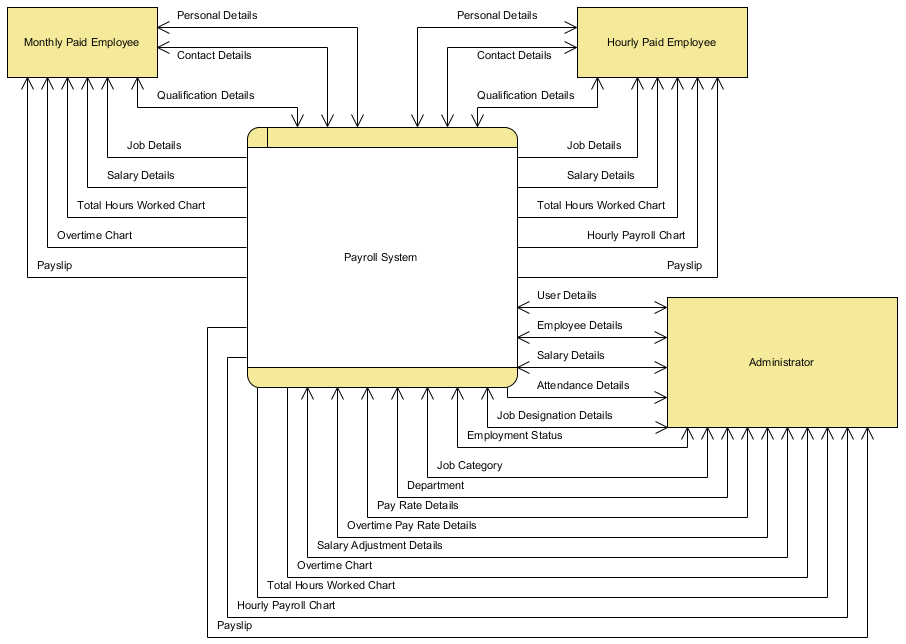 Personal Details
Personal Details
Monthly Paid Employee
Hourly Paid Employee
Contact Details
Contact Details
Qualification Details
Qualification Details
Job Details
Job Details
Salary Details
Salary Details
Total Hours Worked Chart
Total Hours Worked Chart
Overtime Chart
Hourly Payroll Chart
Payroll System
Payslip
Payslip
User Details
Employee Details
Salary Details
Administrator
Attendance Details
Job Designation Details
Employment Status
Job Category
Department
Pay Rate Details
Overtime Pay Rate Details
Salary Adjustment Details
Overtime Chart
Total Hours Worked Chart
Hourly Payroll Chart
Payslip